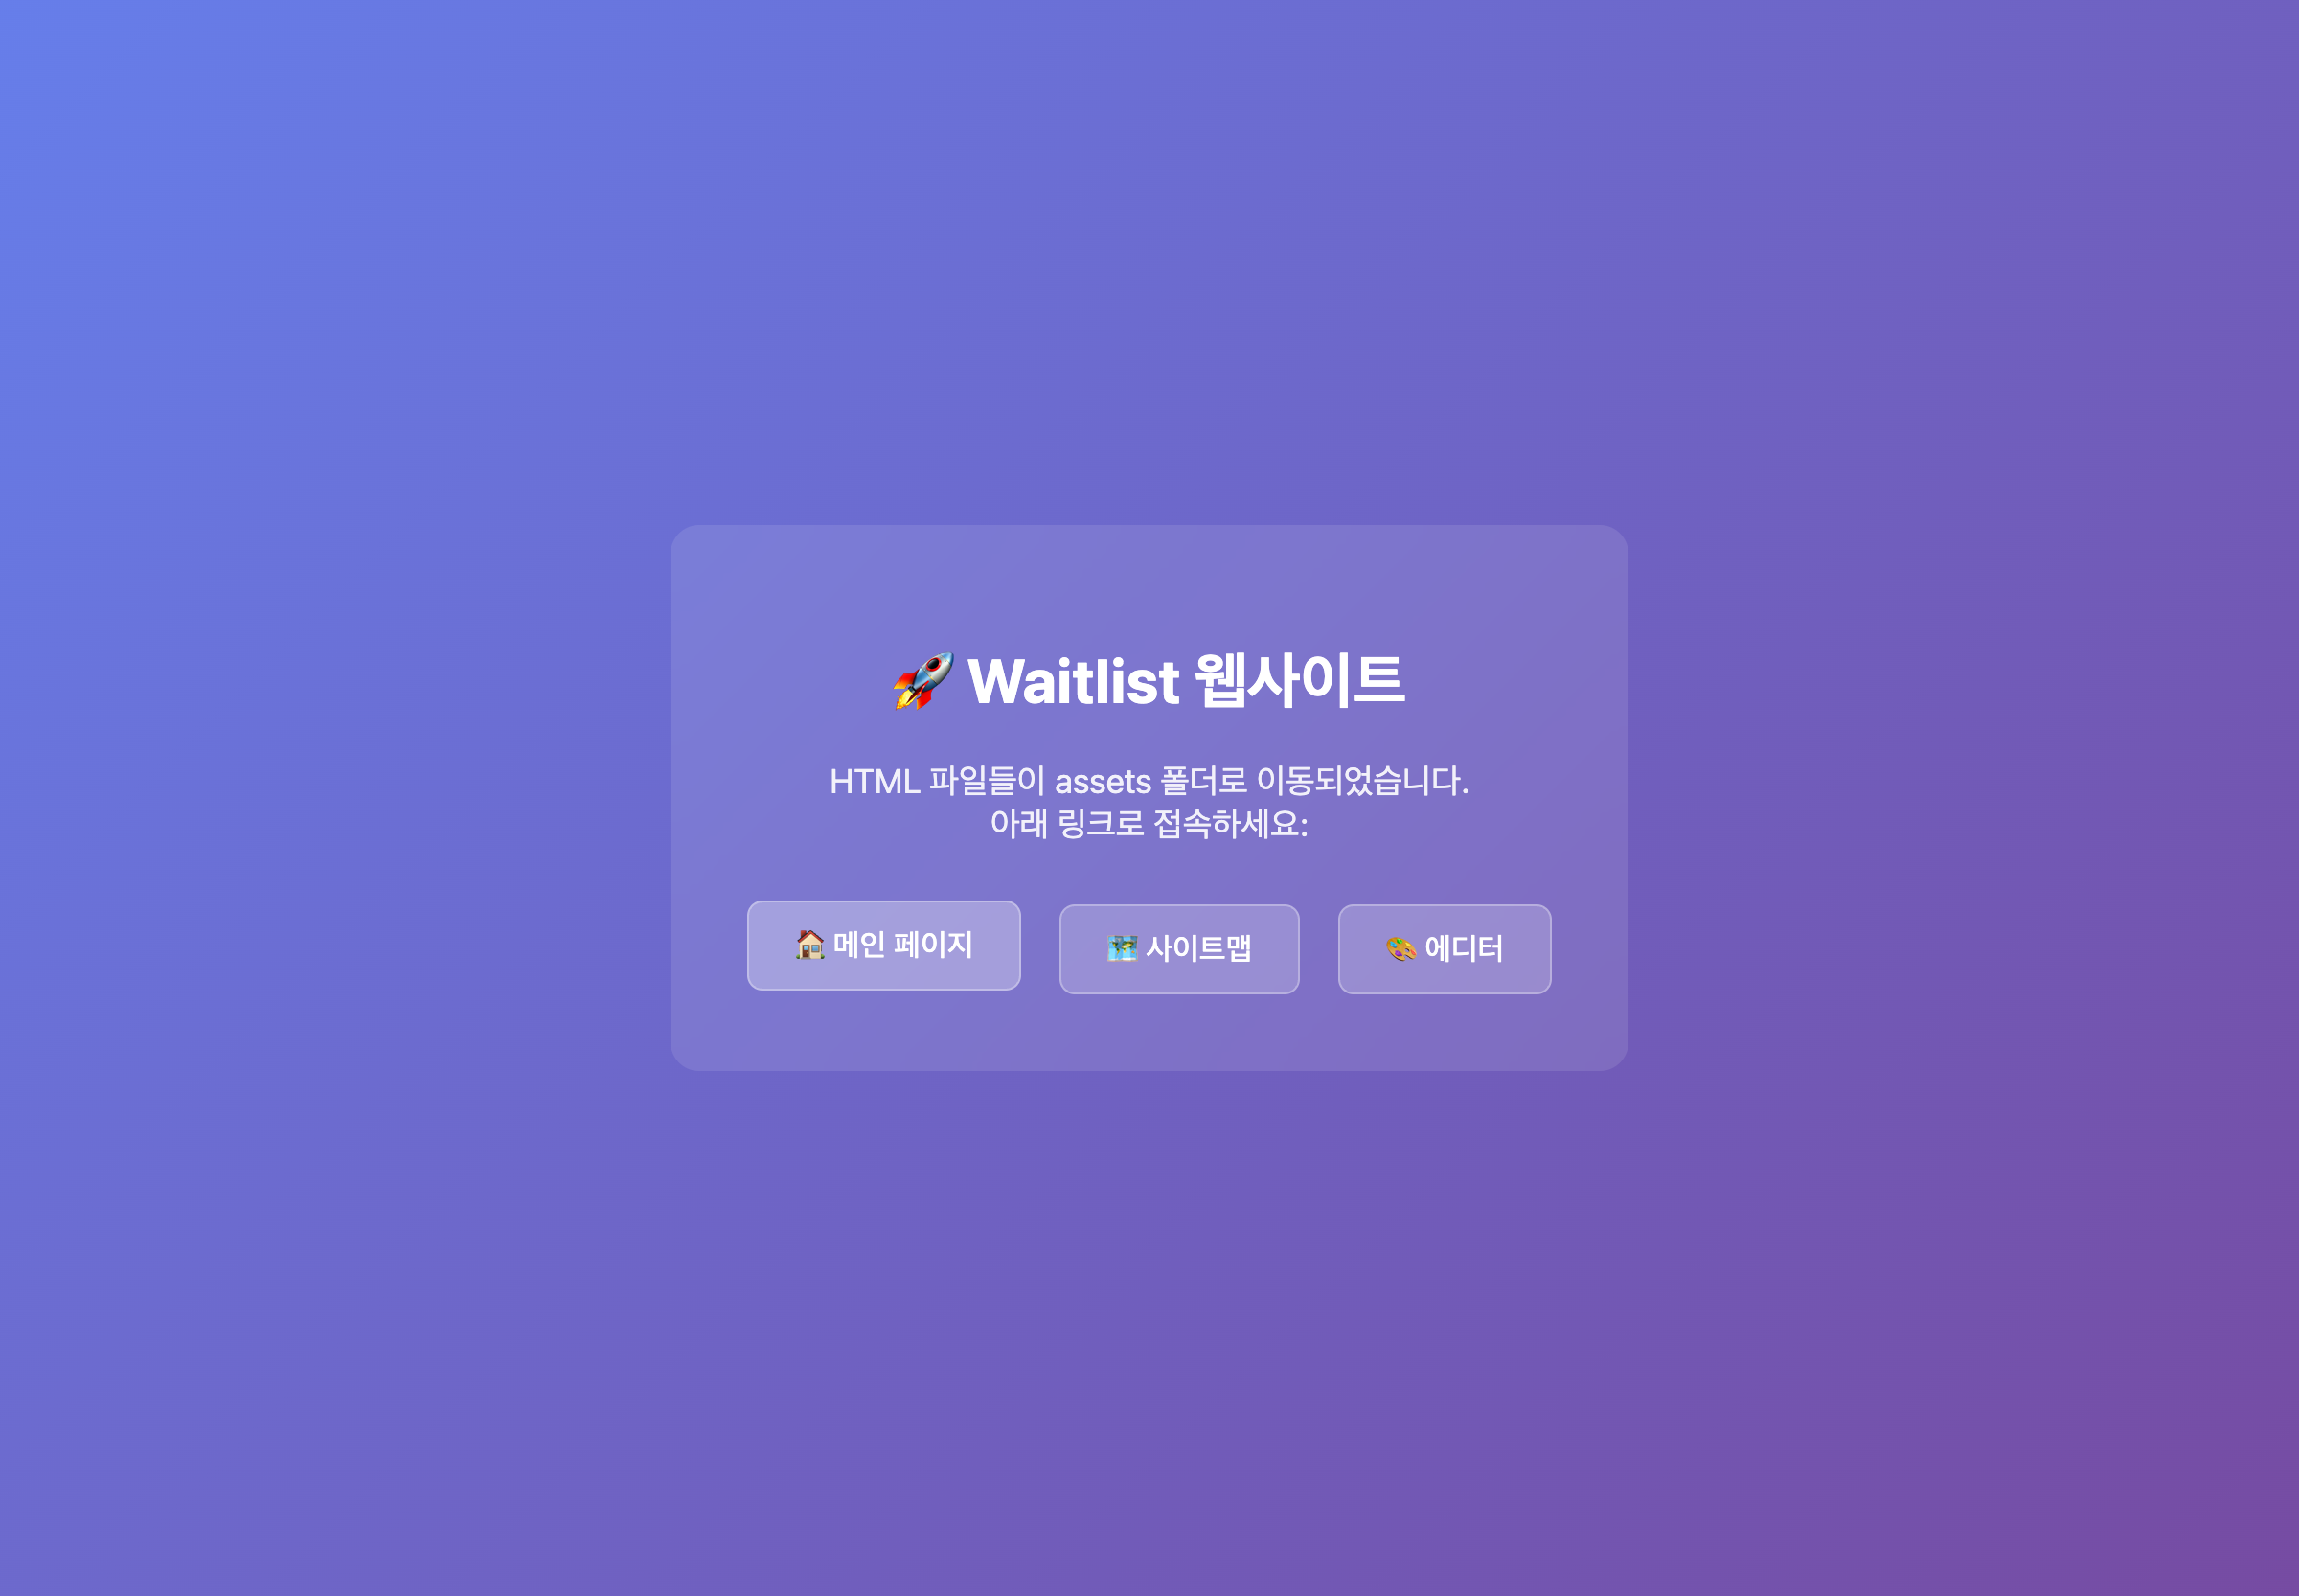 🚀 Waitlist 웹사이트
HTML 파일들이 assets 폴더로 이동되었습니다.
아래 링크로 접속하세요:
🏠 메인 페이지
🗺️ 사이트맵
🎨 에디터